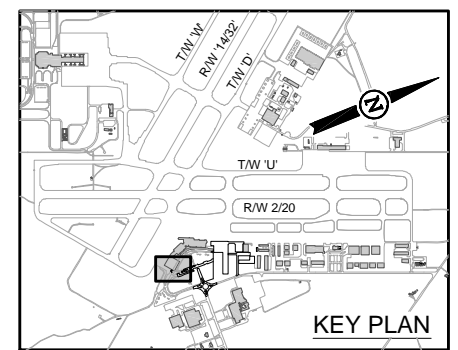 T/W 'W'
R/W '14/32'
T/W 'D'
N
T/W 'U'
R/W 2/20
KEY PLAN